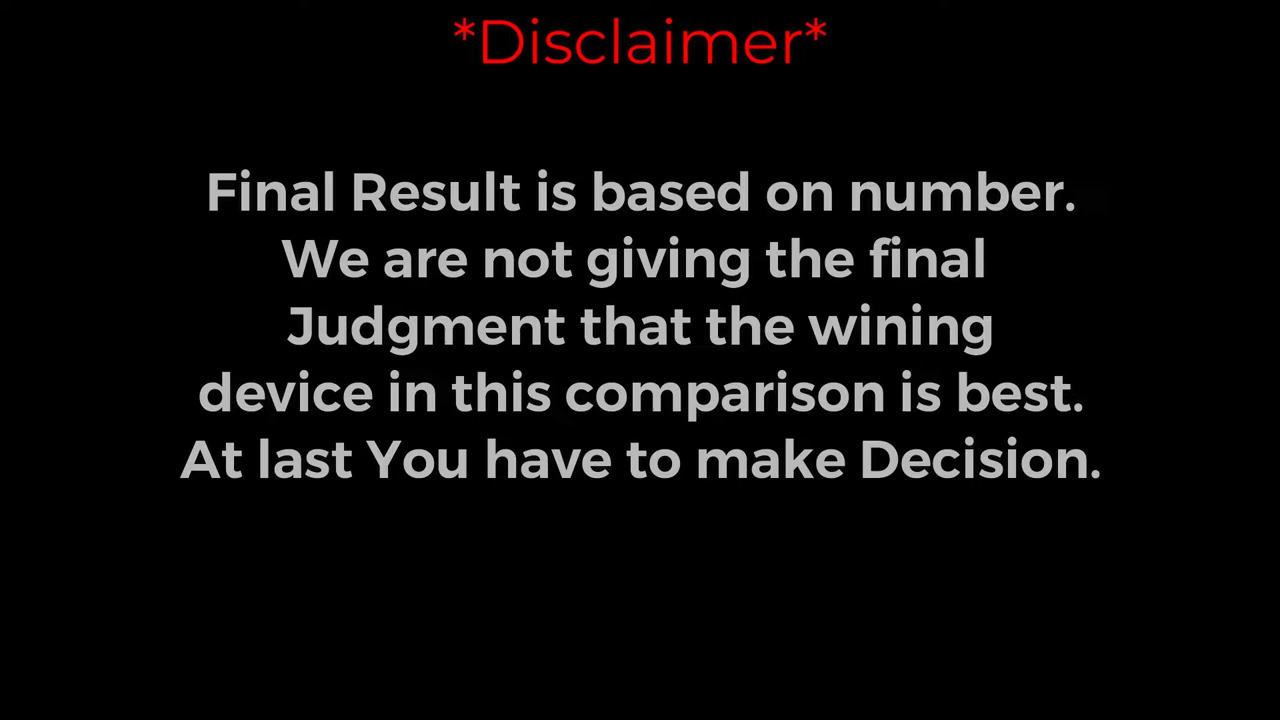 *Disclaimer*
Final Result is based on number.
We are not giving the final
Judgment that the wining
device in this comparison is best.
At last You have to make Decision.